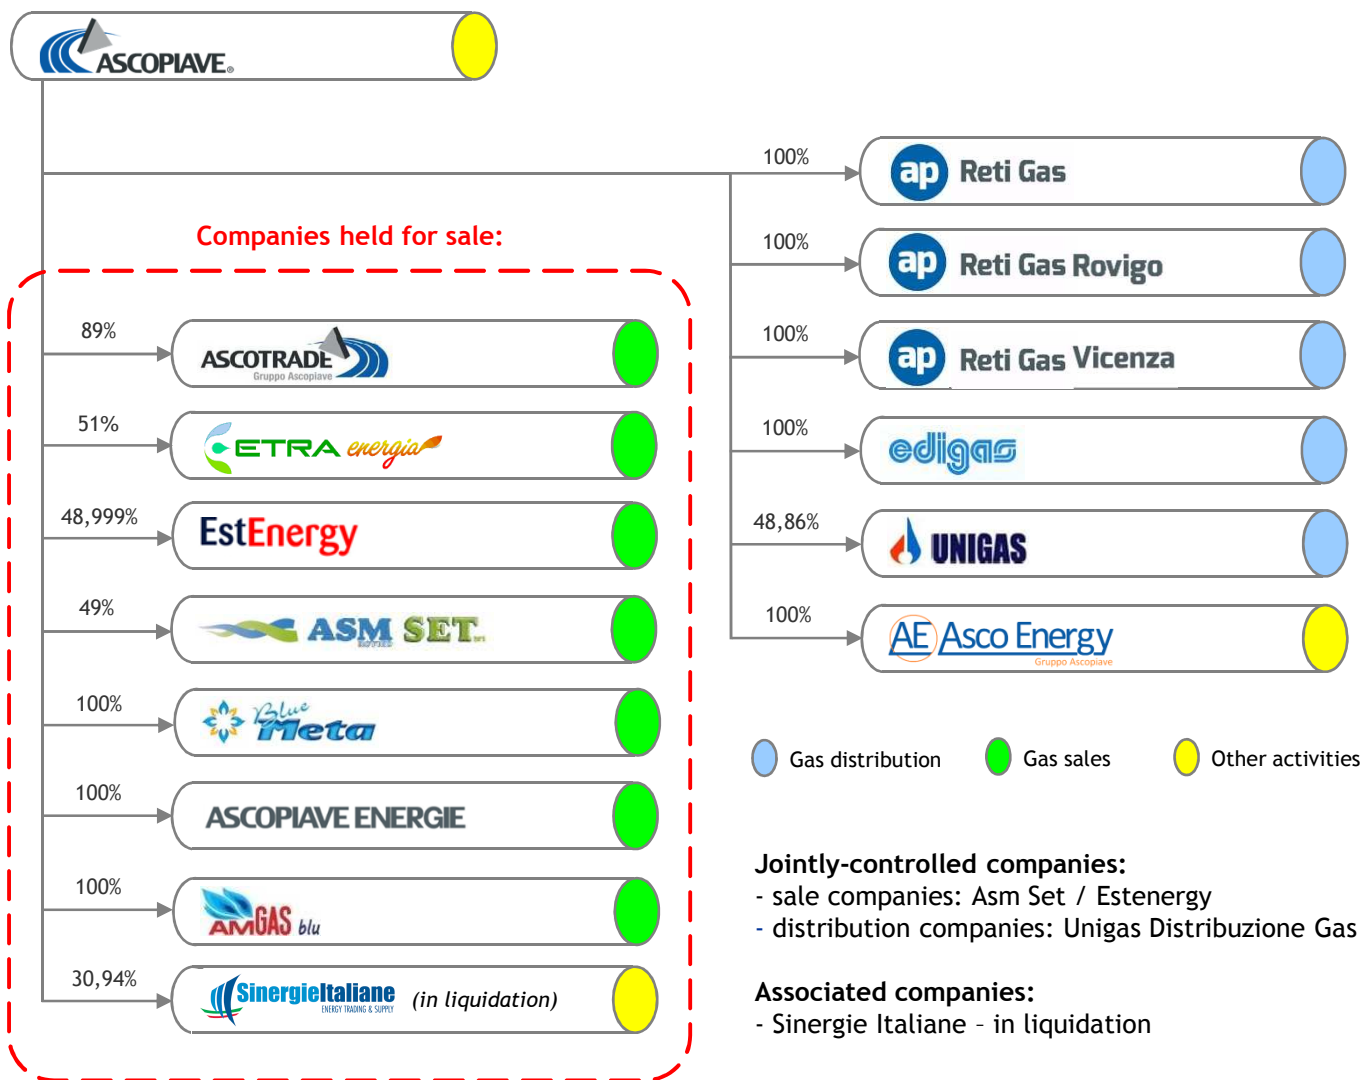 ASCOPIAVE®
100%
ap Reti Gas
100%
ap Reti Gas Rovigo
100%
ap Reti Gas Vicenza
100%
edigas
48,86%
UNIGAS
100%
AE Asco Energy
Gruppo Ascopiave
Companies held for sale:
89%
ASCOTRADE
Gruppo Ascopiave
51%
ETRA energia
48,999%
EstEnergy
49%
ASM SET
100%
Blue
Meta
100%
ASCOPIAVE ENERGIE
100%
AMGAS blu
30,94%
SinergieItaliane (in liquidation)
ENERGY TRADING & SUPPLY
Gas distribution
Gas sales
Other activities
Jointly-controlled companies:
- sale companies: Asm Set / Estenergy
- distribution companies: Unigas Distribuzione Gas
Associated companies:
- Sinergie Italiane – in liquidation